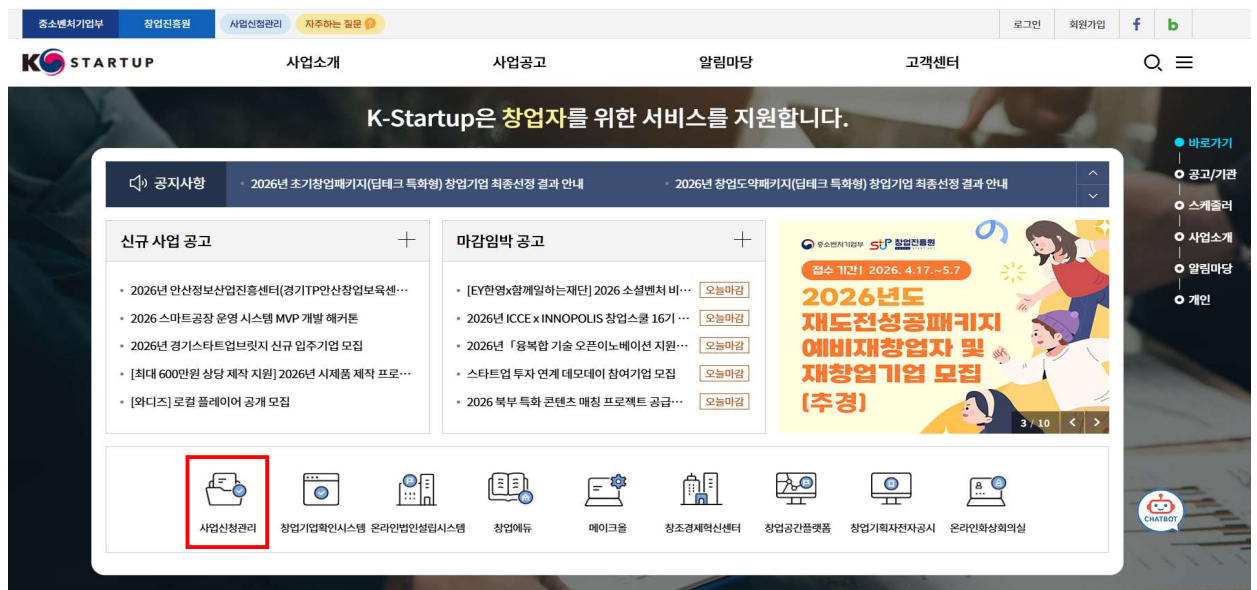 중소벤처기업부
창업진흥원
사업신청관리
자주하는 질문
로그인
회원가입
K STARTUP
사업소개
사업공고
알림마당
고객센터
K-Startup은 창업자를 위한 서비스를 지원합니다.
바로가기
공고/기관
스케줄러
사업소개
알림마당
개인
공지사항
2026년 초기창업패키지(딥테크 특화형) 창업기업 최종선정 결과 안내
2026년 창업도약패키지(딥테크 특화형) 창업기업 최종선정 결과 안내
신규 사업 공고
2026년 안산정보산업진흥센터(경기TP안산창업보육센···
2026 스마트공장 운영 시스템 MVP 개발 해커톤
2026년 경기스타트업브릿지 신규 입주기업 모집
[최대 600만원 상당 제작 지원] 2026년 시제품 제작 프로···
[와디즈] 로컬 플레이어 공개 모집
마감임박 공고
[EY한영x함께일하는재단] 2026 소셜벤처 비··· 오늘마감
2026년 ICCE x INNOPOLIS 창업스쿨 16기 ··· 오늘마감
2026년 「융복합 기술 오픈이노베이션 지원··· 오늘마감
스타트업 투자 연계 데모데이 참여기업 모집 오늘마감
2026 북부 특화 콘텐츠 매칭 프로젝트 공급··· 오늘마감
중소벤처기업부 창업진흥원
접수 기간 | 2026. 4.17.~5.7
2026년도
재도전성공패키지
예비재창업자 및
재창업기업 모집
(추경)
3 / 10
사업신청관리
창업기업확인시스템
온라인법인설립시스템
창업에듀
메이크올
창조경제혁신센터
창업공간플랫폼
창업기획자전자공시
온라인화상회의실
CHATBOT